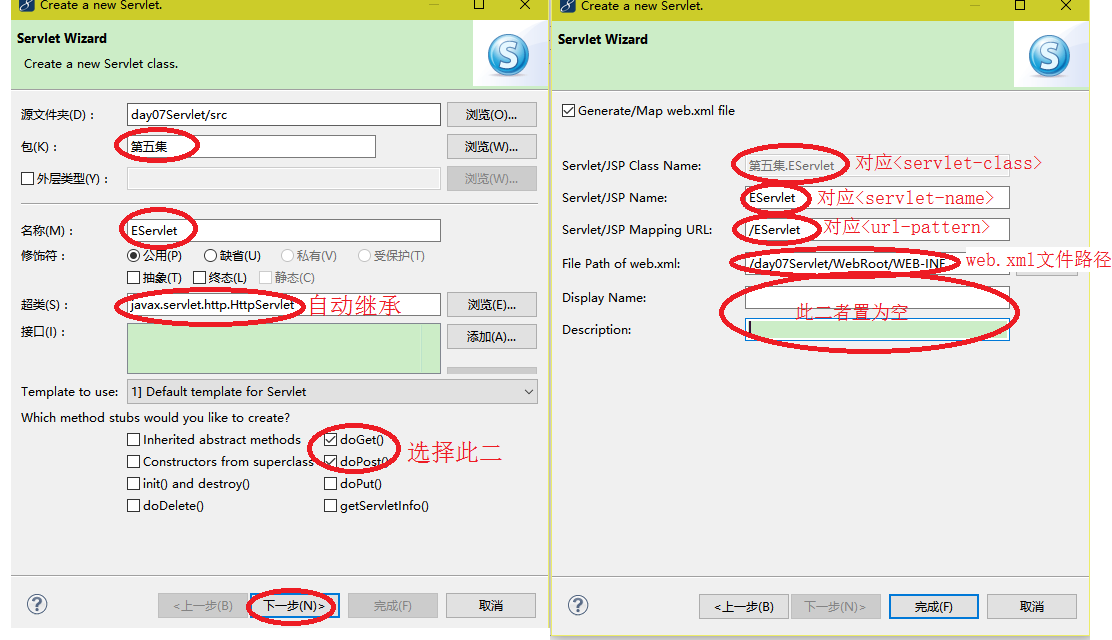 Create a new Servlet.
Servlet Wizard
Create a new Servlet class.
源文件夹(D)：
day07Servlet/src
浏览(O)...
包(K)：
第五集
浏览(W)...
外层类型(Y)：
浏览(W)...
名称(M)：
EServlet
修饰符：
公用(P) 缺省(U) 私有(V) 受保护(T)
抽象(T) 终态(L) 静态(C)
超类(S)：
javax.servlet.http.HttpServlet
自动继承
浏览(E)...
接口(I)：
添加(A)...
Template to use:
1] Default template for Servlet
Which method stubs would you like to create?
Inherited abstract methods
doGet()
Constructors from superclass
doPost()
选择此二
init() and destroy()
doPut()
doDelete()
getServletInfo()
<上一步(B)
下一步(N)>
完成(F)
取消
Create a new Servlet.
Servlet Wizard
Generate/Map web.xml file
Servlet/JSP Class Name:
第五集.EServlet
对应<servlet-class>
Servlet/JSP Name:
EServlet
对应<servlet-name>
Servlet/JSP Mapping URL:
/EServlet
对应<url-pattern>
File Path of web.xml:
/day07Servlet/WebRoot/WEB-INF
web.xml文件路径
Display Name:
此二者置为空
Description:
<上一步(B)
下一步(N)>
完成(F)
取消